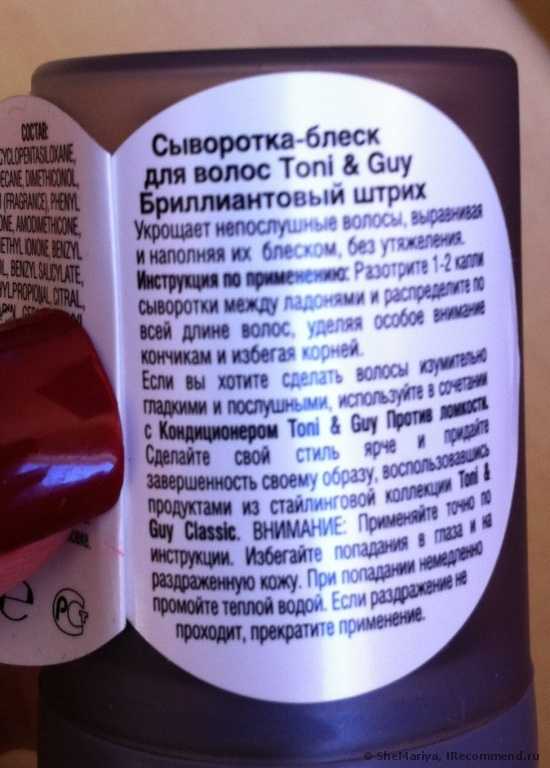 СОСТАВ:
CYCLOPENTASILOXANE,
DIMETHICONOL,
(FRAGRANCE), PHENYL
AMODIMETHICONE,
IONONE BENZYL
BENZYL SALICYLATE,
CITRAL,
Сыворотка-блеск
для волос Toni & Guy
Бриллиантовый штрих
Укрощает непослушные волосы, выравнивая
и наполняя их блеском, без утяжеления.
Инструкция по применению: Разотрите 1-2 капли
сыворотки между ладонями и распределите по
всей длине волос, уделяя особое внимание
кончикам и избегая корней.
Если вы хотите сделать волосы изумительно
гладкими и послушными, используйте в сочетании
с Кондиционером Toni & Guy Против ломкости.
Сделайте свой стиль ярче и придайте
завершенность своему образу, воспользовавшись
продуктами из стайлинговой коллекции Toni &
Guy Classic. ВНИМАНИЕ: Применяйте точно по
инструкции. Избегайте попадания в глаза и на
раздраженную кожу. При попадании немедленно
промойте теплой водой. Если раздражение не
проходит, прекратите применение.
© SheMariya, IRecommend.ru